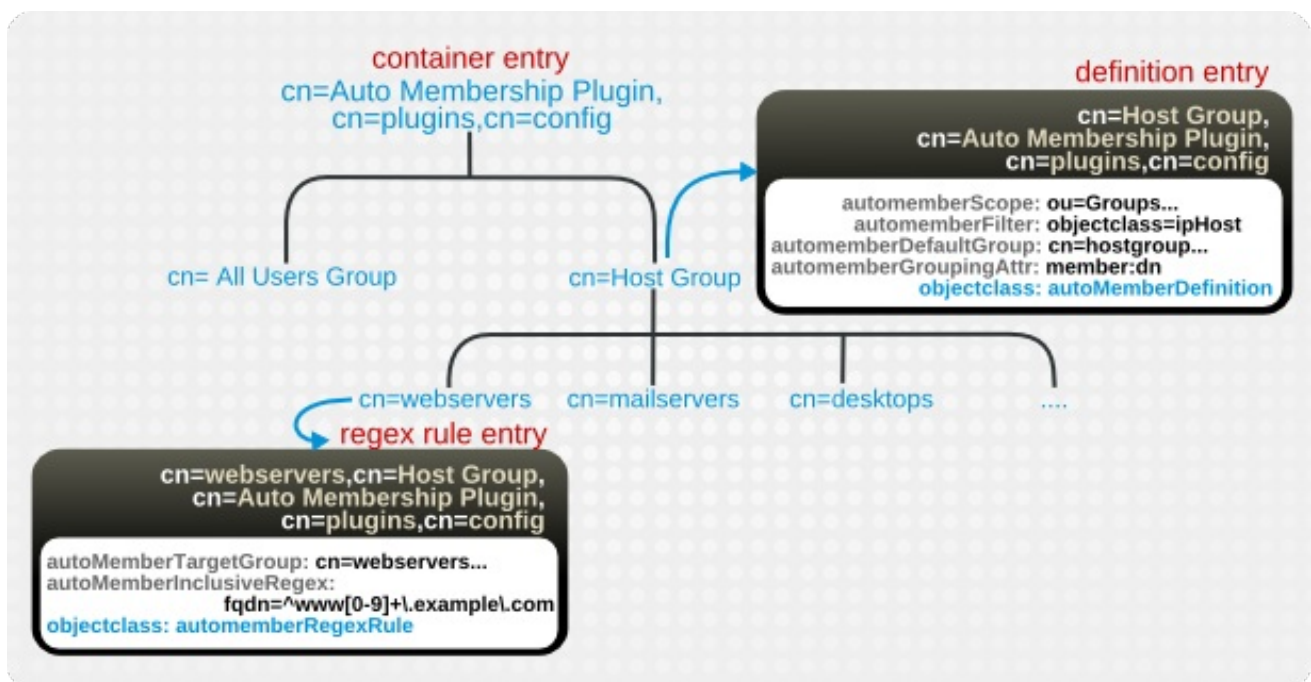 container entry
cn=Auto Membership Plugin,
cn=plugins,cn=config
definition entry
cn=Host Group,
cn=Auto Membership Plugin,
cn=plugins,cn=config
automemberScope: ou=Groups...
automemberFilter: objectclass=ipHost
automemberDefaultGroup: cn=hostgroup...
automemberGroupingAttr: member:dn
objectclass: autoMemberDefinition
cn= All Users Group
cn=Host Group
cn=webservers
cn=mailservers
cn=desktops
....
regex rule entry
cn=webservers,cn=Host Group,
cn=Auto Membership Plugin,
cn=plugins,cn=config
autoMemberTargetGroup: cn=webservers...
autoMemberInclusiveRegex:
fqdn=^www[0-9]+\.example\.com
objectclass: automemberRegexRule